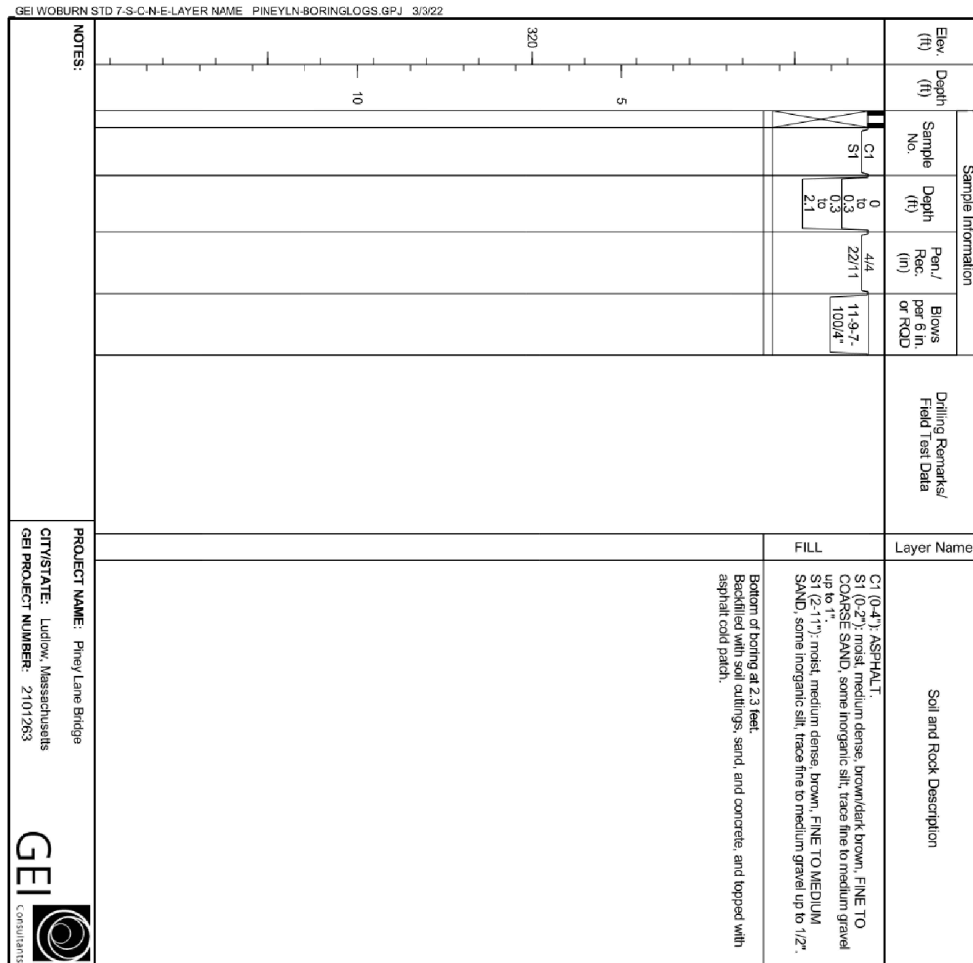 GEI WOBURN STD 7-S-C-N-E-LAYER NAME PINEYLN-BORINGLOGS.GPJ 3/3/22
Elev.
(ft)
Depth
(ft)
Sample Information
Sample
No.
Depth
(ft)
Pen./
Rec.
(in)
Blows
per 6 in.
or RQD
Drilling Remarks/
Field Test Data
Layer Name
Soil and Rock Description
C1
S1
0
to
0.3
0.3
to
2.1
4/4
22/11
11-9-7-
100/4"
FILL
C1 (0-4"): ASPHALT.
S1 (0-2"): moist, medium dense, brown/dark brown, FINE TO
COARSE SAND, some inorganic silt, trace fine to medium gravel
up to 1".
S1 (2-11"): moist, medium dense, brown, FINE TO MEDIUM
SAND, some inorganic silt, trace fine to medium gravel up to 1/2".
Bottom of boring at 2.3 feet.
Backfilled with soil cuttings, sand, and concrete, and topped with
asphalt cold patch.
5
320
10
NOTES:
PROJECT NAME: Piney Lane Bridge
CITY/STATE: Ludlow, Massachusetts
GEI PROJECT NUMBER: 2101263
GEI
Consultants